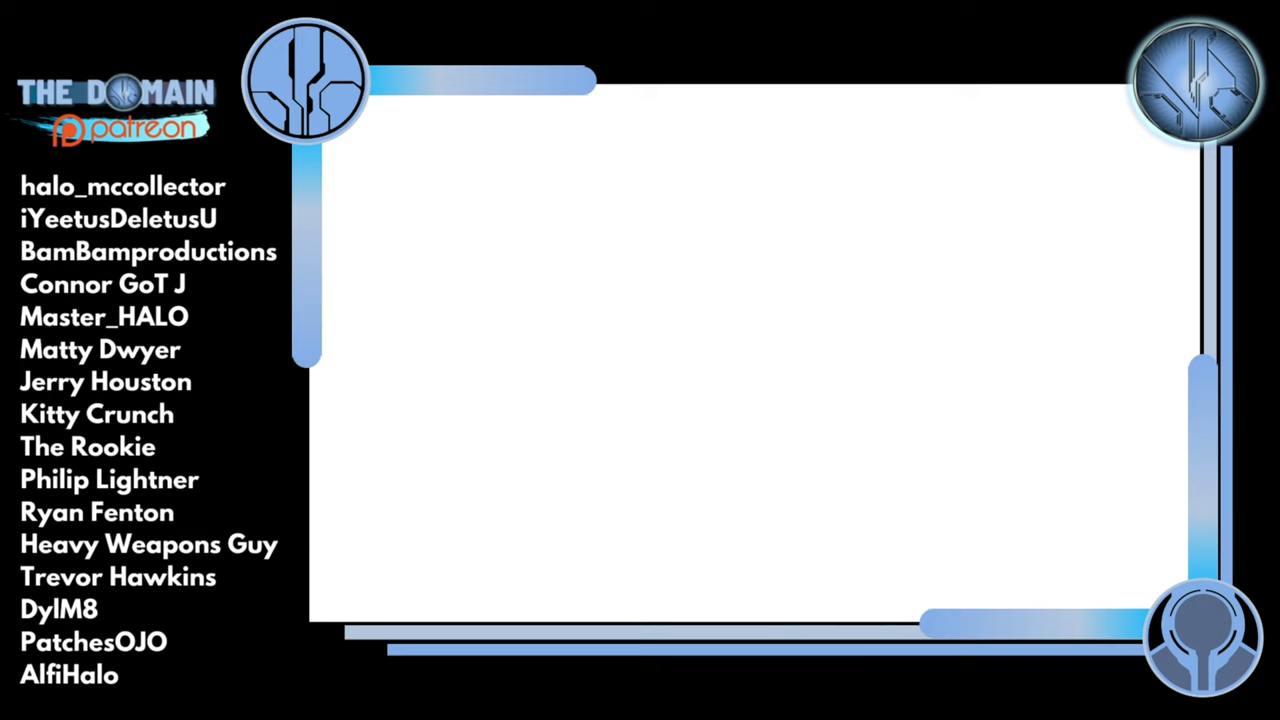 THE DOMAIN
patreon
halo_mccollector
iYeetusDeletusU
BamBamproductions
Connor GoT J
Master_HALO
Matty Dwyer
Jerry Houston
Kitty Crunch
The Rookie
Philip Lightner
Ryan Fenton
Heavy Weapons Guy
Trevor Hawkins
DylM8
PatchesOJO
AlfiHalo